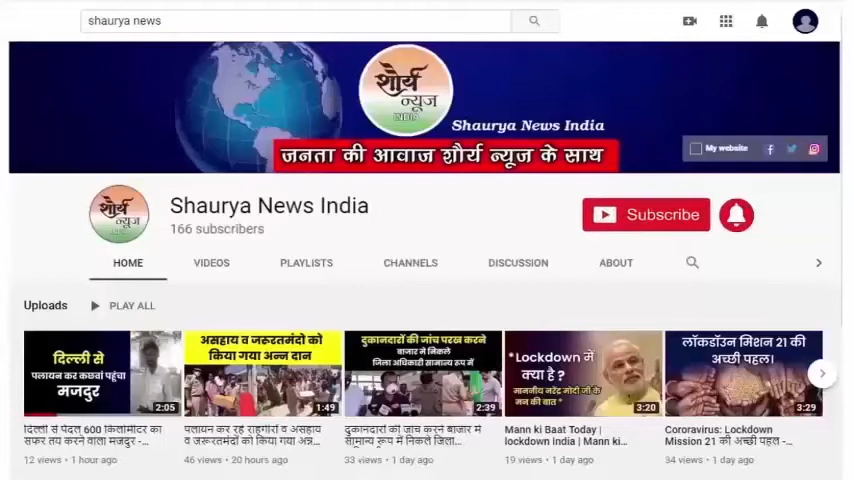 shaurya news
शौर्य
न्यूज
INDIA
Shaurya News India
My website
जनता की आवाज शौर्य न्यूज के साथ
शौर्य
न्यूज
Shaurya News India
166 subscribers
Subscribe
HOME VIDEOS PLAYLISTS CHANNELS DISCUSSION ABOUT
Uploads PLAY ALL
दिल्ली से
पलायन कर कछवां पहुंचा
मजदुर
2:05
असहाय व जरूरतमंदो को
किया गया अन्न दान
1:49
दुकानदारों की जांच परख करने
बाजार मे निकले
जिला अधिकारी सामान्य रूप में
2:39
"Lockdown में
क्या है ?
माननीय नरेंद्र मोदी जी के
मन की बात"
3:20
लॉकडॉउन मिशन 21 की
अच्छी पहल।
3:29
दिल्ली से पैदल 600 किलोमीटर का
सफर तय करने वाला मजदुर -...
12 views • 1 hour ago
पलायन कर रहे राहगीरों व असहाय
व जरूरतमंदों को किया गया अन्न...
46 views • 20 hours ago
दुकानदारों की जांच करने बाजार में
सामान्य रूप में निकले जिला...
33 views • 1 day ago
Mann ki Baat Today |
lockdown India | Mann ki...
19 views • 1 day ago
Cororavirus: Lockdown
Mission 21 की अच्छी पहल -...
34 views • 1 day ago